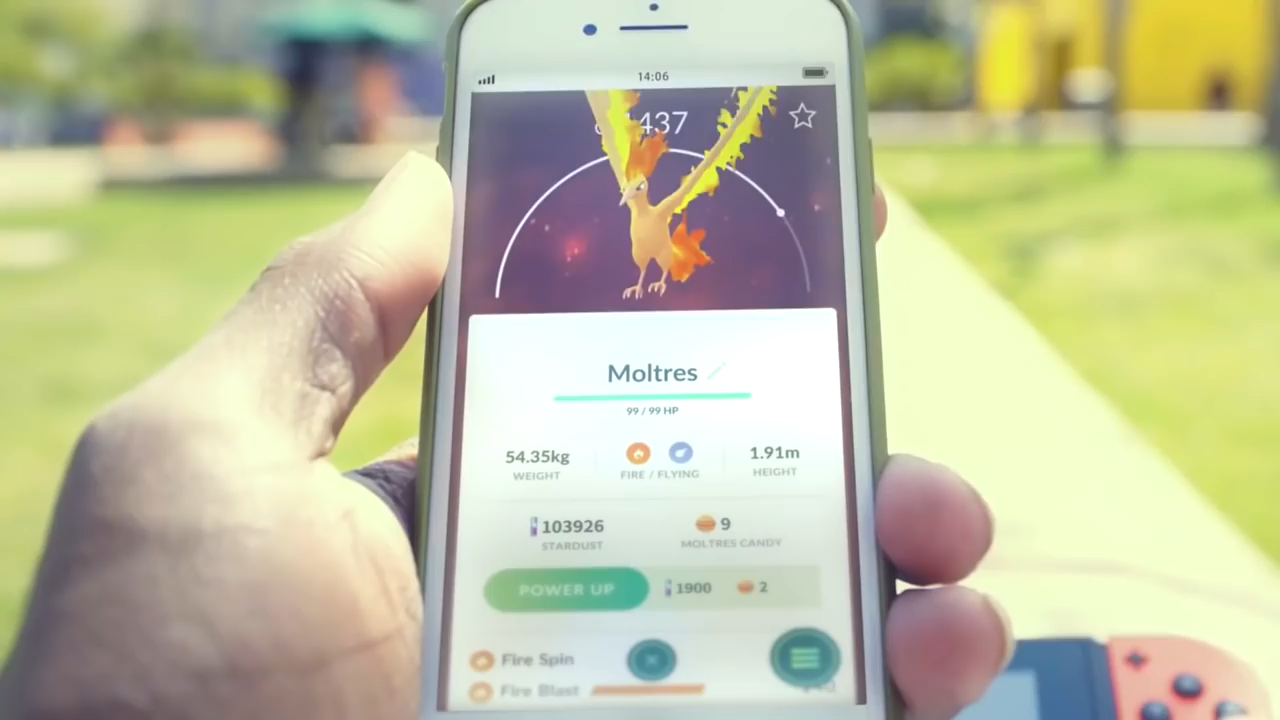 14:06
437
Moltres
99 / 99 HP
54.35kg
WEIGHT
FIRE / FLYING
1.91m
HEIGHT
103926
STARDUST
9
MOLTRES CANDY
POWER UP
1900
2
Fire Spin
Fire Blast